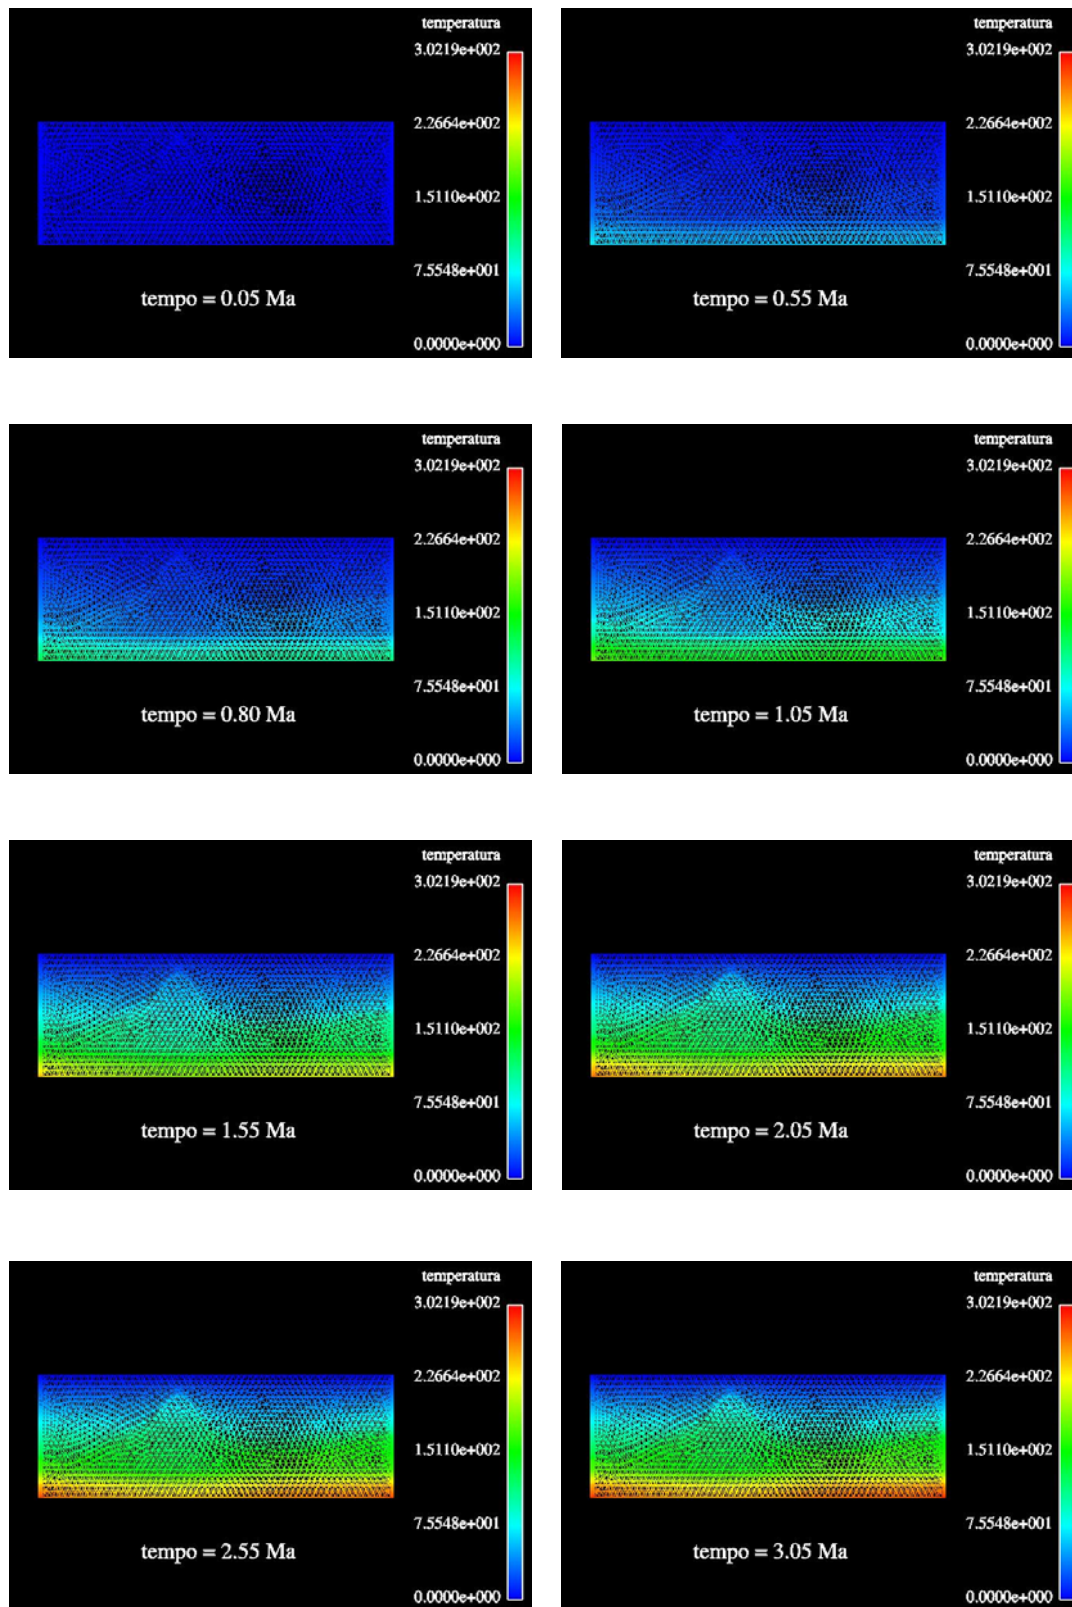 temperatura
3.0219e+002
2.2664e+002
1.5110e+002
7.5548e+001
0.0000e+000
tempo = 0.05 Ma
temperatura
3.0219e+002
2.2664e+002
1.5110e+002
7.5548e+001
0.0000e+000
tempo = 0.55 Ma
temperatura
3.0219e+002
2.2664e+002
1.5110e+002
7.5548e+001
0.0000e+000
tempo = 0.80 Ma
temperatura
3.0219e+002
2.2664e+002
1.5110e+002
7.5548e+001
0.0000e+000
tempo = 1.05 Ma
temperatura
3.0219e+002
2.2664e+002
1.5110e+002
7.5548e+001
0.0000e+000
tempo = 1.55 Ma
temperatura
3.0219e+002
2.2664e+002
1.5110e+002
7.5548e+001
0.0000e+000
tempo = 2.05 Ma
temperatura
3.0219e+002
2.2664e+002
1.5110e+002
7.5548e+001
0.0000e+000
tempo = 2.55 Ma
temperatura
3.0219e+002
2.2664e+002
1.5110e+002
7.5548e+001
0.0000e+000
tempo = 3.05 Ma